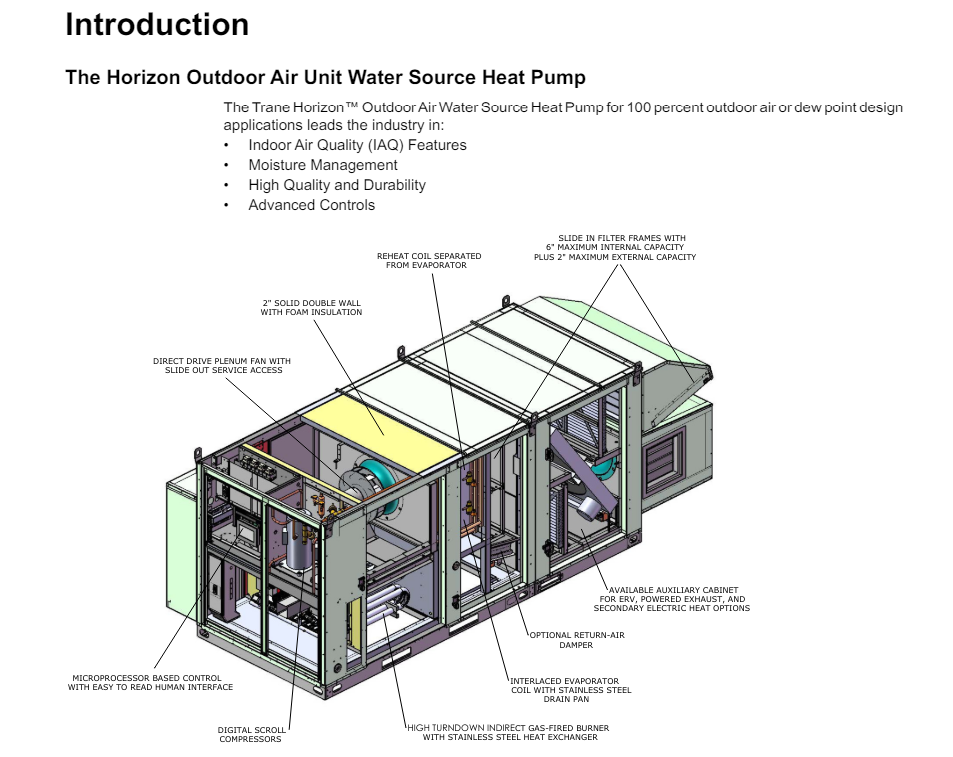 Introduction
The Horizon Outdoor Air Unit Water Source Heat Pump
The Trane Horizon™ Outdoor Air Water Source Heat Pump for 100 percent outdoor air or dew point design
applications leads the industry in:
• Indoor Air Quality (IAQ) Features
• Moisture Management
• High Quality and Durability
• Advanced Controls
SLIDE IN FILTER FRAMES WITH
6" MAXIMUM INTERNAL CAPACITY
PLUS 2" MAXIMUM EXTERNAL CAPACITY
REHEAT COIL SEPARATED
FROM EVAPORATOR
2" SOLID DOUBLE WALL
WITH FOAM INSULATION
DIRECT DRIVE PLENUM FAN WITH
SLIDE OUT SERVICE ACCESS
AVAILABLE AUXILIARY CABINET
FOR ERV, POWERED EXHAUST, AND
SECONDARY ELECTRIC HEAT OPTIONS
OPTIONAL RETURN-AIR
DAMPER
INTERLACED EVAPORATOR
COIL WITH STAINLESS STEEL
DRAIN PAN
MICROPROCESSOR BASED CONTROL
WITH EASY TO READ HUMAN INTERFACE
DIGITAL SCROLL
COMPRESSORS
HIGH TURNDOWN INDIRECT GAS-FIRED BURNER
WITH STAINLESS STEEL HEAT EXCHANGER